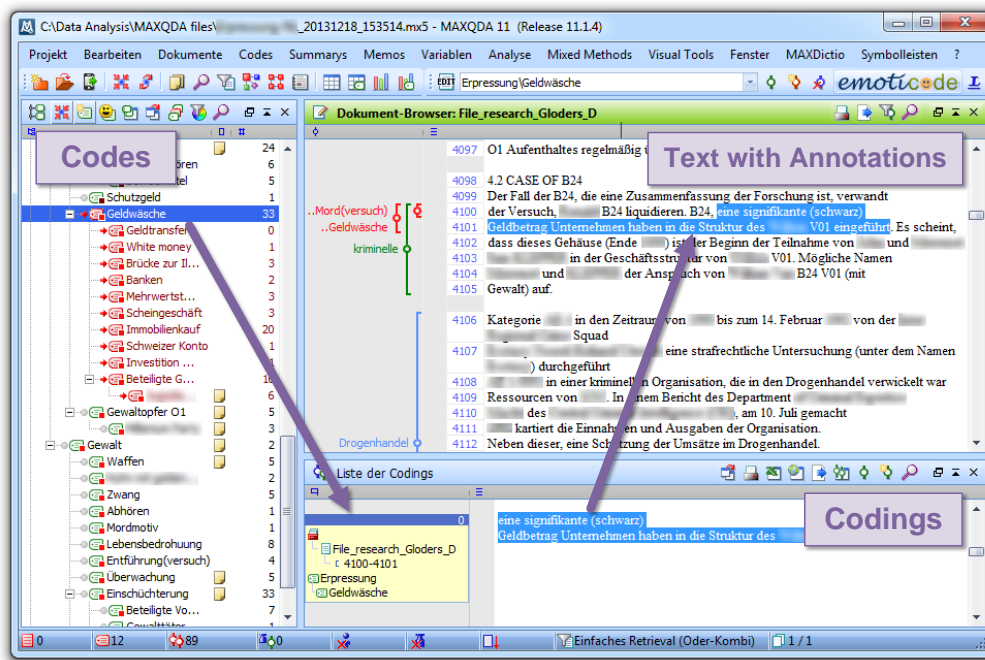 C:\Data Analysis\MAXQDA files\ _20131218_153514.mx5 - MAXQDA 11 (Release 11.1.4)
Projekt Bearbeiten Dokumente Codes Summarys Memos Variablen Analyse Mixed Methods Visual Tools Fenster MAXDictio Symbolleisten ?
EDIT Erpressung\Geldwäsche emoticode
Dokument-Browser: File_research_Gloders_D
Codes
Text with Annotations
24
ören 6
tel 5
Schutzgeld 1
Geldwäsche 33
Geldtransfer 0
White money 1
Brücke zur Il... 3
Banken 2
Mehrwertst... 3
Scheingeschäft 3
Immobilienkauf 20
Schweizer Konto 1
Investition ...
Beteiligte G...
6
Gewaltopfer O1 5
3
Gewalt 2
Waffen 5
2
Zwang 5
Abhören 1
Mordmotiv 1
Lebensbedrohuung 8
Entführung(versuch) 4
Überwachung 5
Einschüchterung 33
Beteiligte Vo... 7
Gewalttäter 1
4097 O1 Aufenthaltes regelmäßig
4098 4.2 CASE OF B24
4099 Der Fall der B24, die eine Zusammenfassung der Forschung ist, verwandt
..Mord(versuch) 4100 der Versuch, B24 liquidieren. B24, eine signifikante (schwarz)
..Geldwäsche 4101 Geldbetrag Unternehmen haben in die Struktur des V01 eingeführt. Es scheint,
kriminelle 4102 dass dieses Gehäuse (Ende ) ist der Beginn der Teilnahme von und
4103 in der Geschäftsstruktur von V01. Mögliche Namen
4104 und der Anspruch von B24 V01 (mit
4105 Gewalt) auf.
4106 Kategorie in den Zeitraum von bis zum 14. Februar von der
Squad
4107 eine strafrechtliche Untersuchung (unter dem Namen
) durchgeführt
4108 in einer kriminellen Organisation, die in den Drogenhandel verwickelt war
4109 Ressourcen von . In einem Bericht des Department
4110 des , am 10. Juli gemacht
4111 kartiert die Einnahmen und Ausgaben der Organisation.
Drogenhandel 4112 Neben dieser, eine Schätzung der Umsätze im Drogenhandel.
Liste der Codings
0
File_research_Gloders_D
4100-4101
Erpressung
Geldwäsche
eine signifikante (schwarz)
Geldbetrag Unternehmen haben in die Struktur des
Codings
0 12 89 0 Einfaches Retrieval (Oder-Kombi) 1 / 1